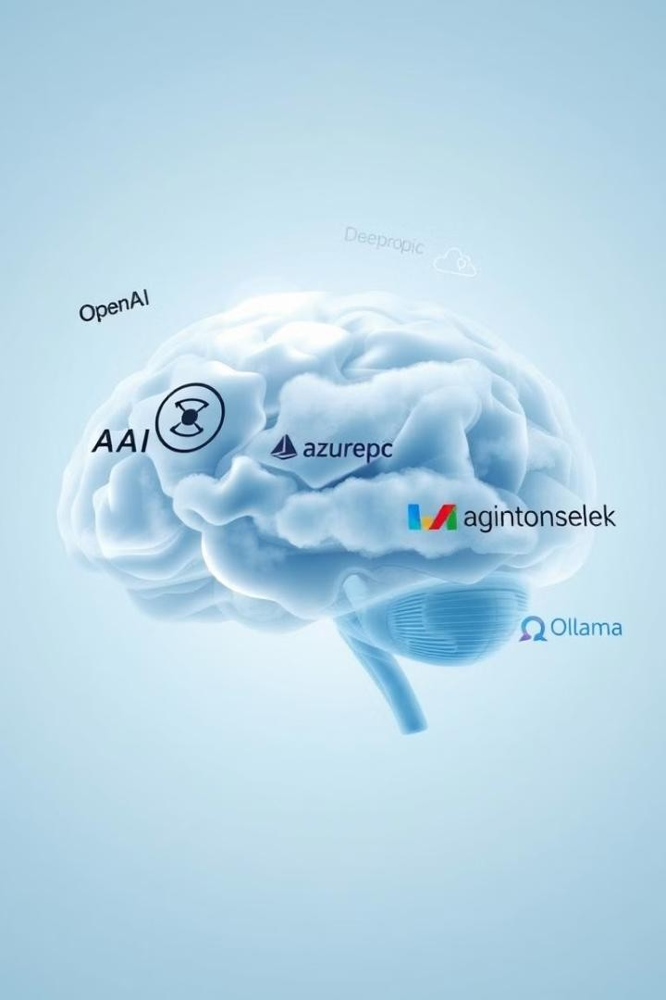 Deepropic
OpenAI
AAI
azurepc
agintonselek
Ollama